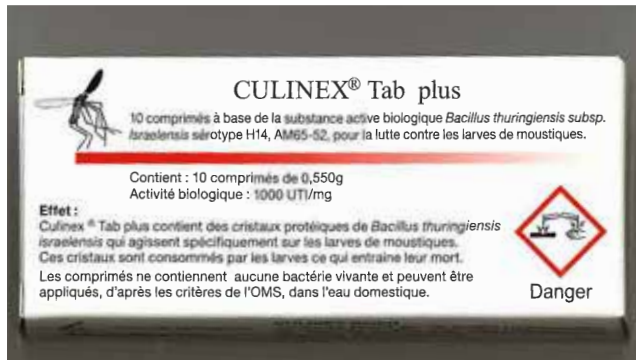 CULINEX® Tab plus
10 comprimés à base de la substance active biologique Bacillus thuringiensis subsp.
Israelensis sérotype H14, AM65-52, pour la lutte contre les larves de moustiques.
Contient : 10 comprimés de 0,550g
Activité biologique : 1000 UTI/mg
Effet :
Culinex ® Tab plus contient des cristaux protéiques de Bacillus thuringiensis
israelensis qui agissent spécifiquement sur les larves de moustiques.
Ces cristaux sont consommés par les larves ce qui entraine leur mort.
Les comprimés ne contiennent aucune bactérie vivante et peuvent être
appliqués, d'après les critères de l'OMS, dans l'eau domestique.
Danger